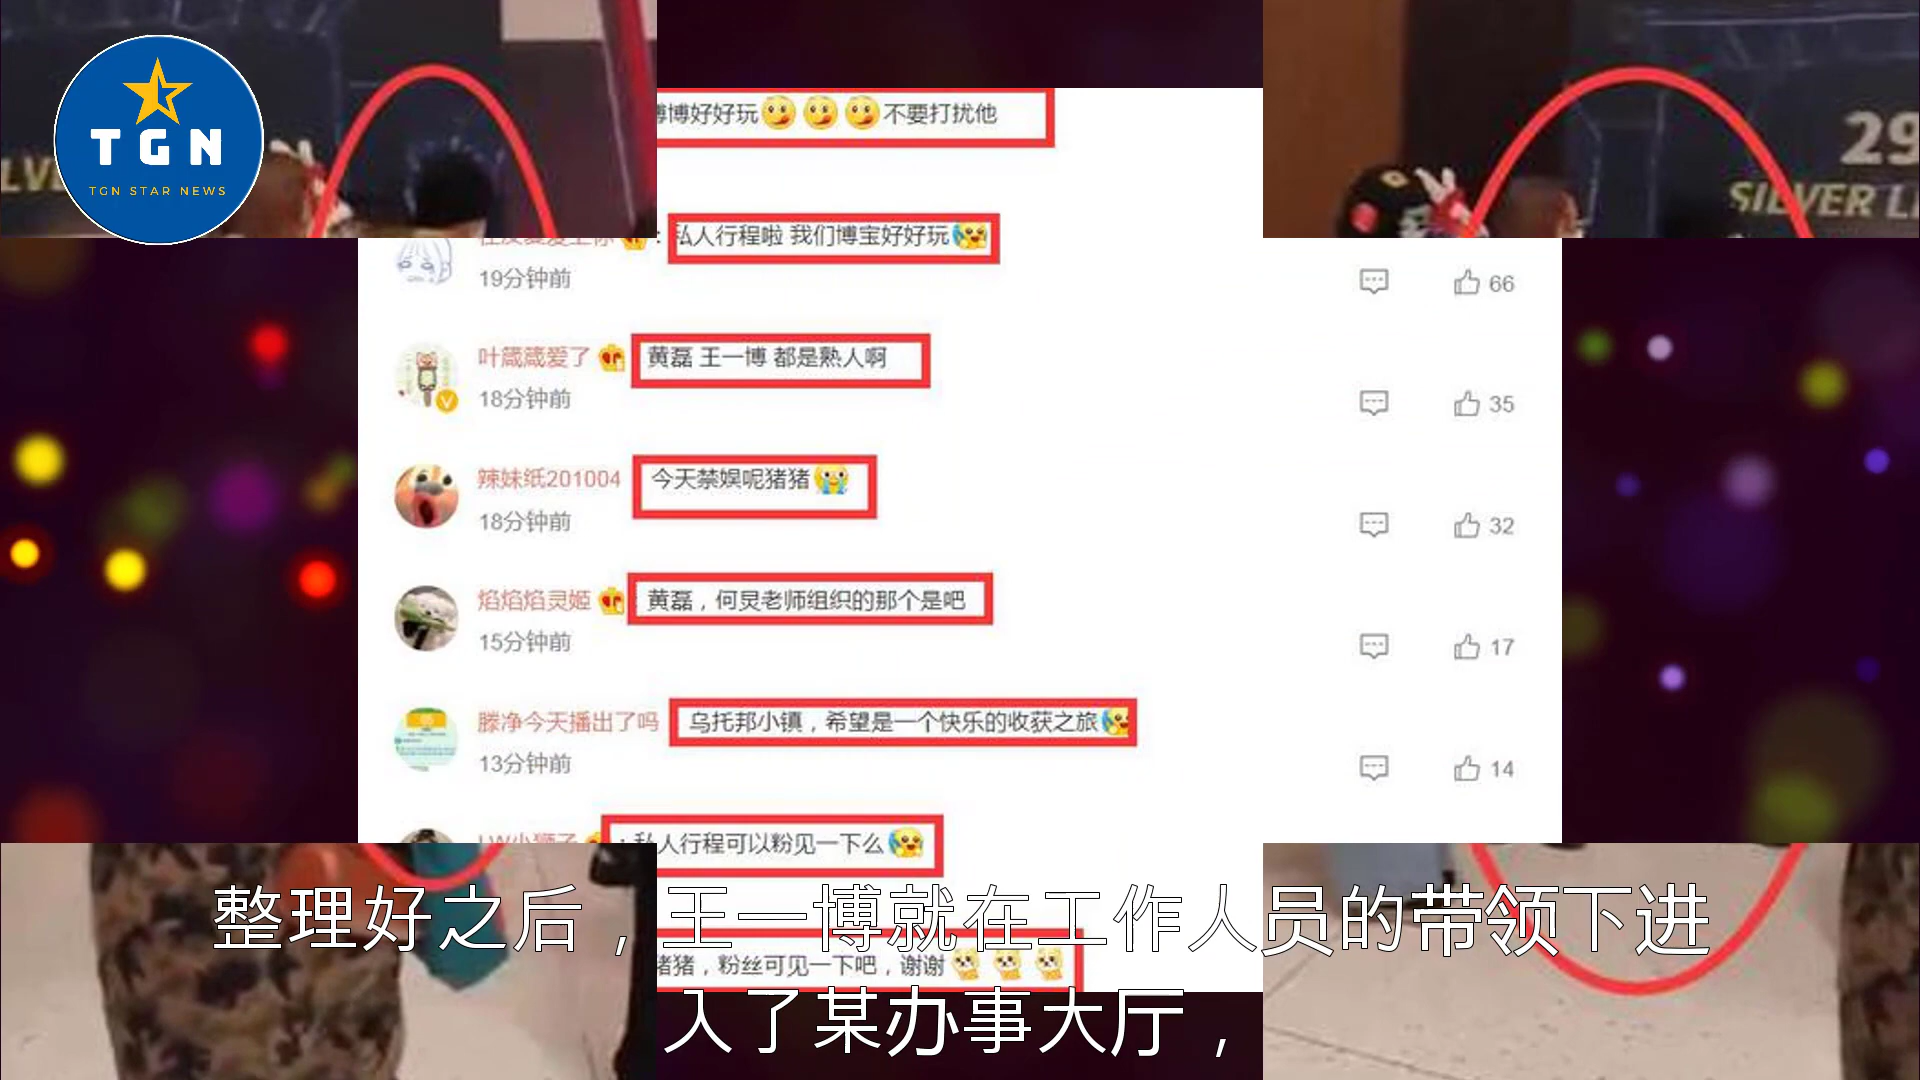 TGN
TGN STAR NEWS
LVE
29
SILVER LI
博好好玩 不要打扰他
私人行程啦 我们博宝好好玩
19分钟前
66
叶箴箴爱了
黄磊 王一博 都是熟人啊
18分钟前
35
辣妹纸201004
今天禁娱呢猪猪
18分钟前
32
焰焰焰灵姬
黄磊，何炅老师组织的那个是吧
15分钟前
17
滕净今天播出了吗
乌托邦小镇，希望是一个快乐的收获之旅
13分钟前
14
：私人行程可以粉见一下么
整理好之后，王一博就在工作人员的带领下进
猪，粉丝可见一下吧，谢谢
入了某办事大厅，